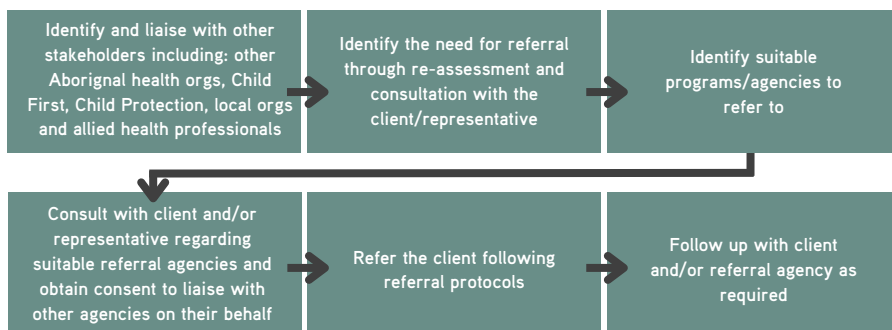 Identify and liaise with other
stakeholders including: other
Aborignal health orgs, Child
First, Child Protection, local orgs
and allied health professionals
Identify the need for referral
through re-assessment and
consultation with the
client/representative
Identify suitable
programs/agencies to
refer to
Consult with client and/or
representative regarding
suitable referral agencies and
obtain consent to liaise with
other agencies on their behalf
Refer the client following
referral protocols
Follow up with client
and/or referral agency as
required